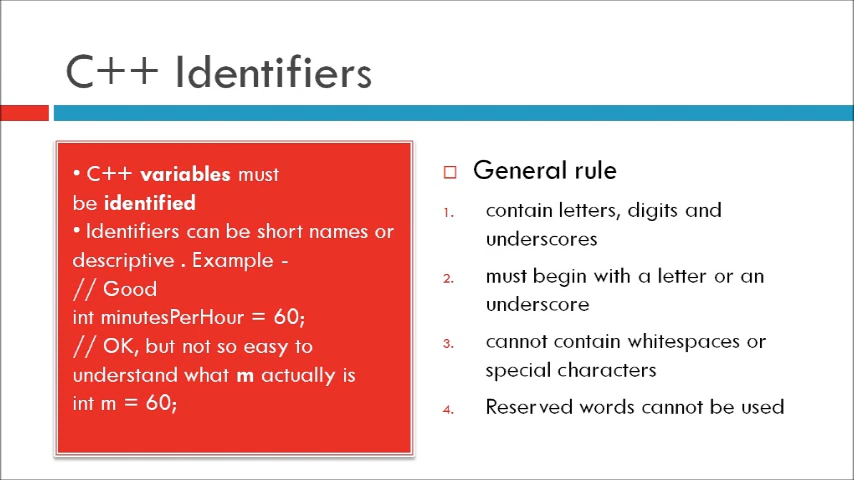 C++ Identifiers
• C++ variables must
be identified
• Identifiers can be short names or
descriptive . Example -
// Good
int minutesPerHour = 60;
// OK, but not so easy to
understand what m actually is
int m = 60;
General rule
1. contain letters, digits and
underscores
2. must begin with a letter or an
underscore
3. cannot contain whitespaces or
special characters
4. Reserved words cannot be used